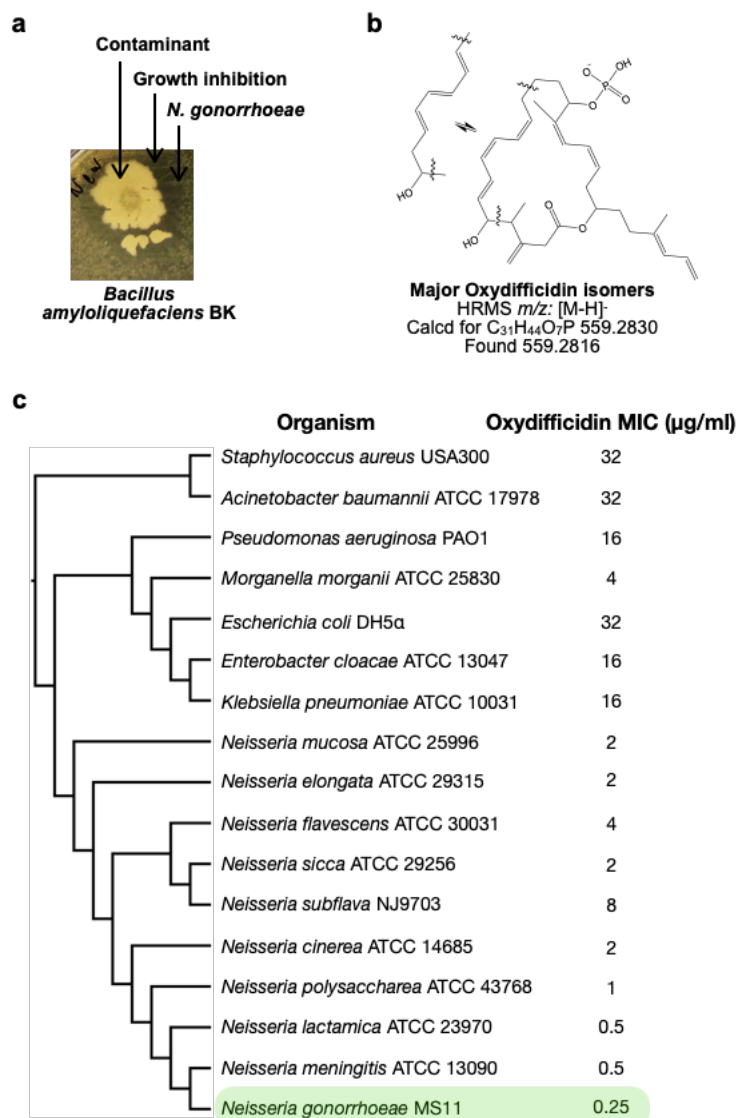 a
Contaminant
Growth inhibition
N. gonorrhoeae
New
Bacillus
amyloliquefaciens BK
b
O⁻
OH
P
O
O
HO
HO
O
O
Major Oxydifficidin isomers
HRMS m/z: [M-H]⁻
Calcd for C₃₁H₄₄O₇P 559.2830
Found 559.2816
c
Organism Oxydifficidin MIC (µg/ml)
Staphylococcus aureus USA300 32
Acinetobacter baumannii ATCC 17978 32
Pseudomonas aeruginosa PAO1 16
Morganella morganii ATCC 25830 4
Escherichia coli DH5α 32
Enterobacter cloacae ATCC 13047 16
Klebsiella pneumoniae ATCC 10031 16
Neisseria mucosa ATCC 25996 2
Neisseria elongata ATCC 29315 2
Neisseria flavescens ATCC 30031 4
Neisseria sicca ATCC 29256 2
Neisseria subflava NJ9703 8
Neisseria cinerea ATCC 14685 2
Neisseria polysaccharea ATCC 43768 1
Neisseria lactamica ATCC 23970 0.5
Neisseria meningitis ATCC 13090 0.5
Neisseria gonorrhoeae MS11 0.25